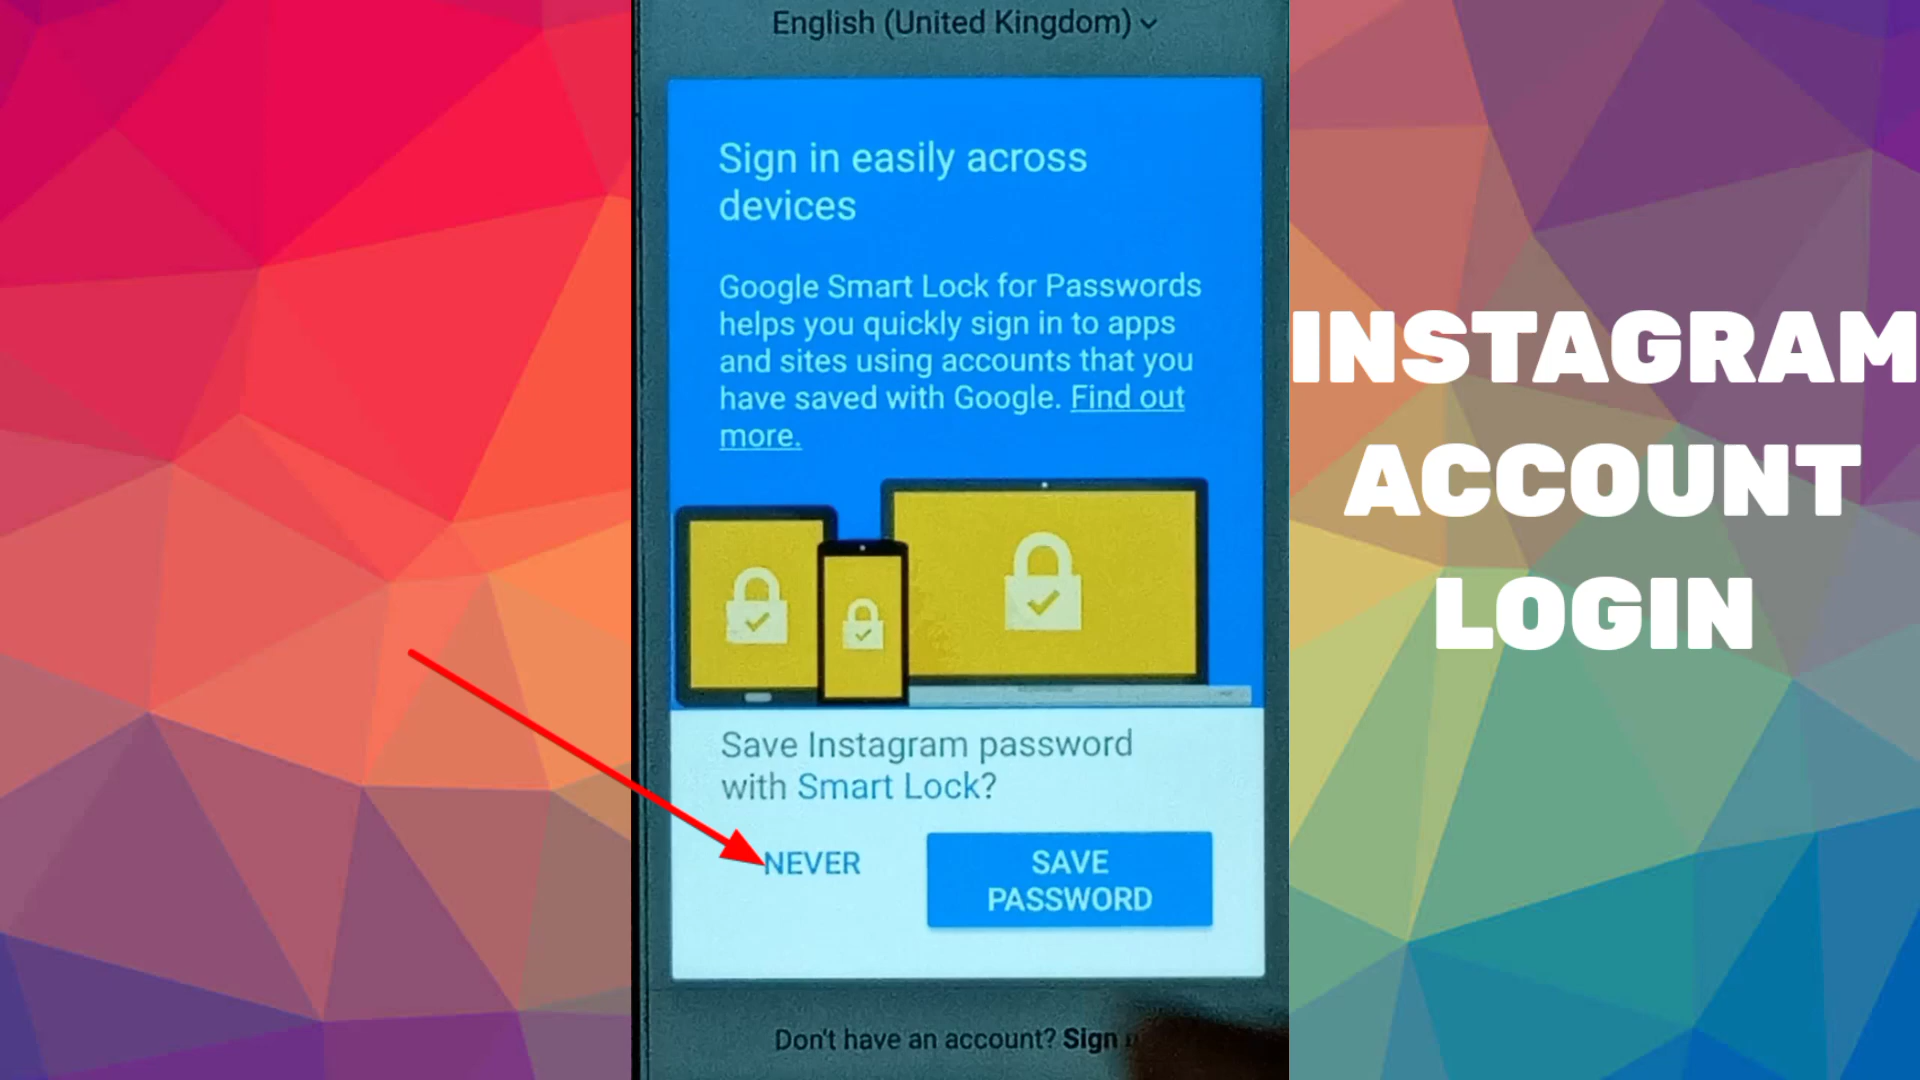 English (United Kingdom)
Sign in easily across
devices
Google Smart Lock for Passwords
helps you quickly sign in to apps
and sites using accounts that you
have saved with Google. Find out
more.
Save Instagram password
with Smart Lock?
NEVER
SAVE
PASSWORD
Don't have an account? Sign
INSTAGRAM
ACCOUNT
LOGIN